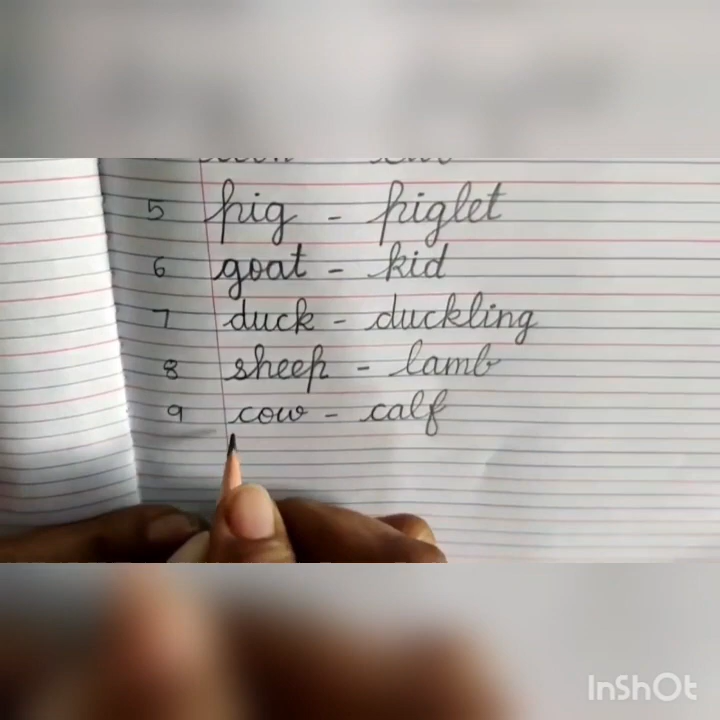 5 pig - piglet
6 goat - kid
7 duck - duckling
8 sheep - lamb
9 cow - calf
InShOt